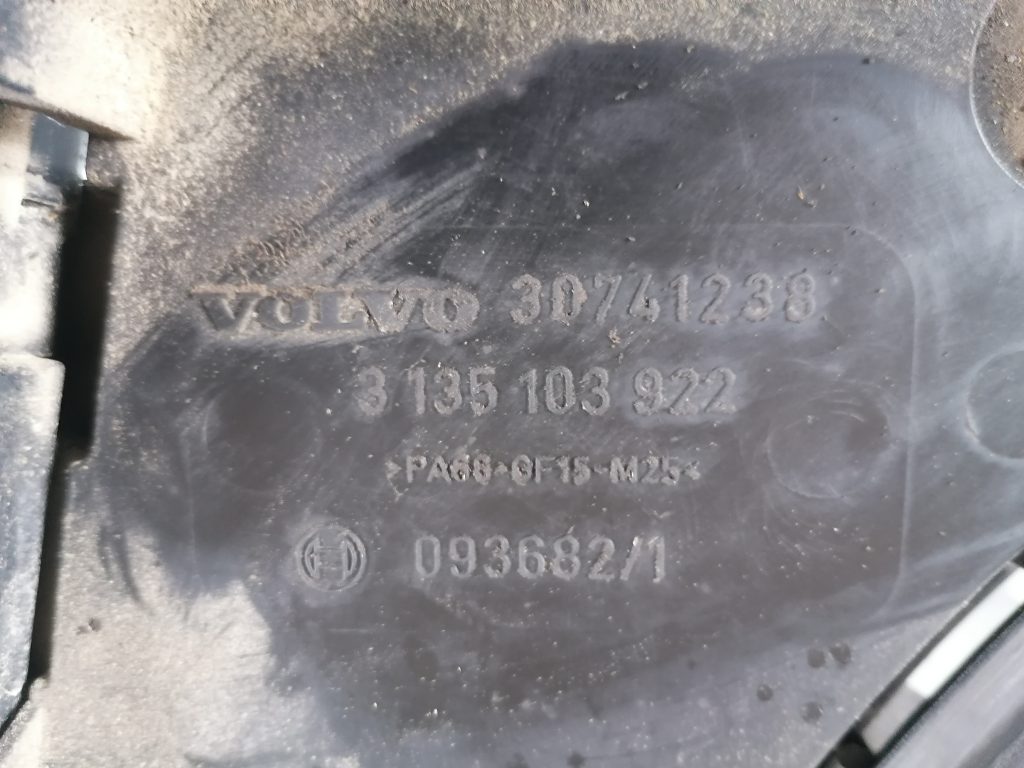 VOLVO 30741238
3 135 103 922
>PA66-GF15-M25<
093682/1